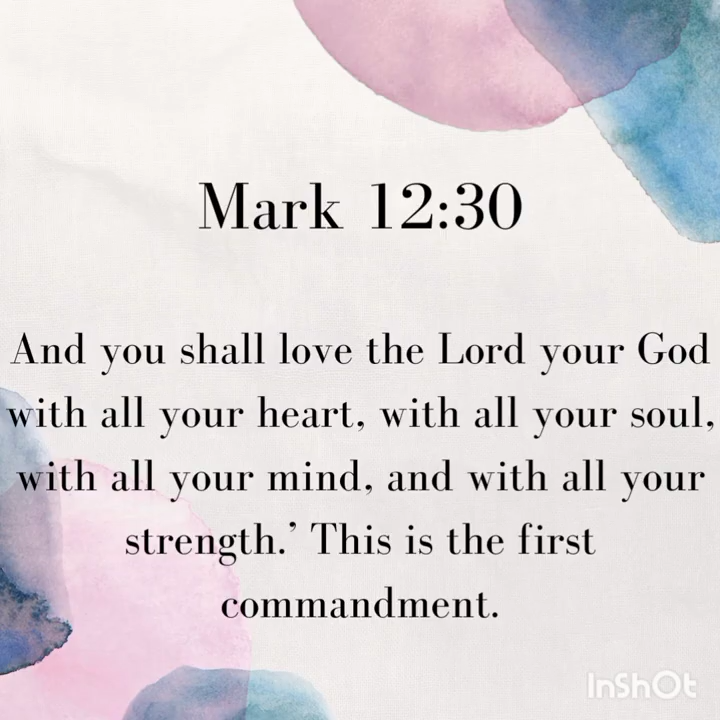 Mark 12:30
And you shall love the Lord your God
with all your heart, with all your soul,
with all your mind, and with all your
strength.’ This is the first
commandment.
InShOt